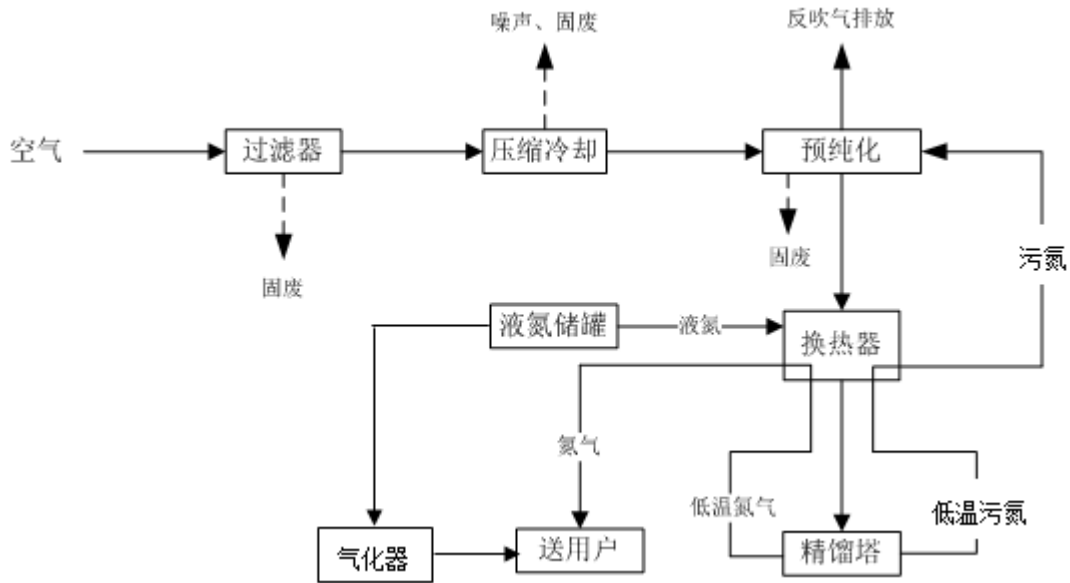 噪声、固废
反吹气排放
空气
过滤器
压缩冷却
预纯化
固废
固废
污氮
液氮储罐
液氮
换热器
氮气
低温氮气
低温污氮
气化器
送用户
精馏塔